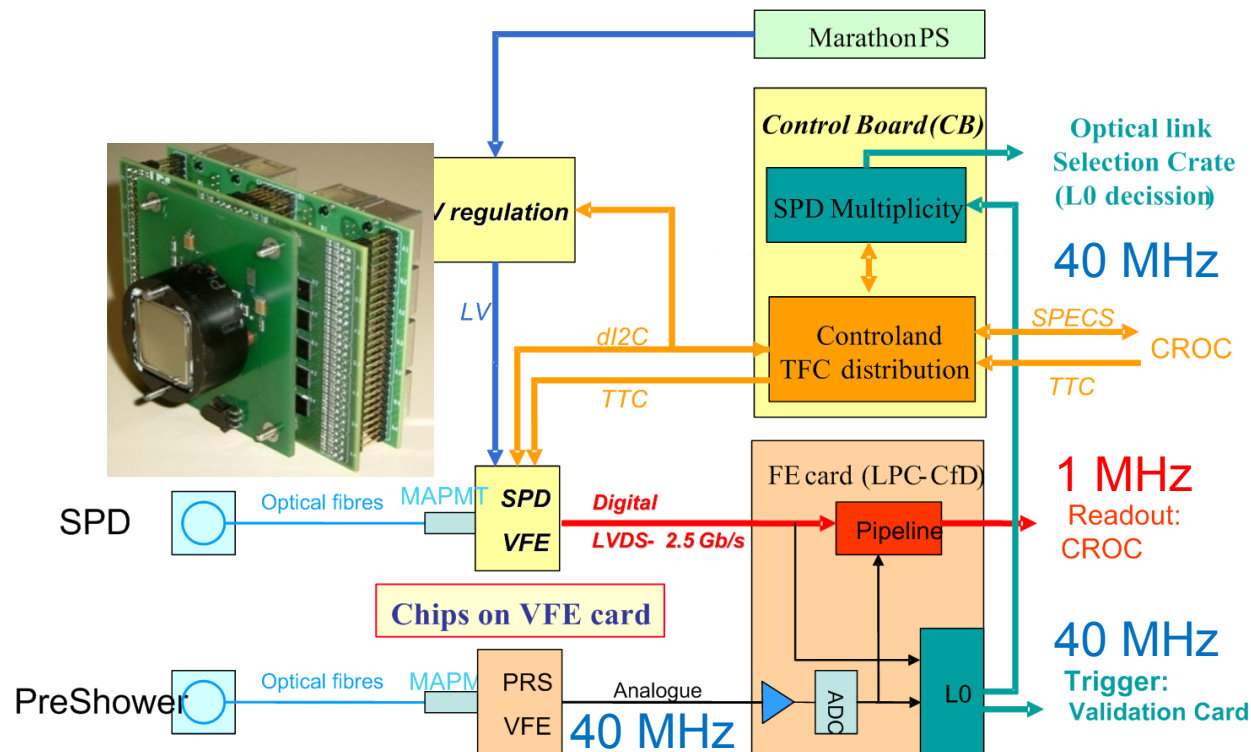 MarathonPS
Control Board (CB)
Optical link
Selection Crate
(L0 decission)
SPD Multiplicity
V regulation
40 MHz
LV
dI2C
Controland
TFC distribution
SPECS
CROC
TTC
TTC
FE card (LPC-CfD)
1 MHz
Readout:
CROC
SPD
Optical fibres
MAPMT
SPD
VFE
Digital
LVDS- 2.5 Gb/s
Pipeline
Chips on VFE card
40 MHz
Trigger:
Validation Card
PreShower
Optical fibres
MAPM
PRS
VFE
Analogue
40 MHz
ADC
L0